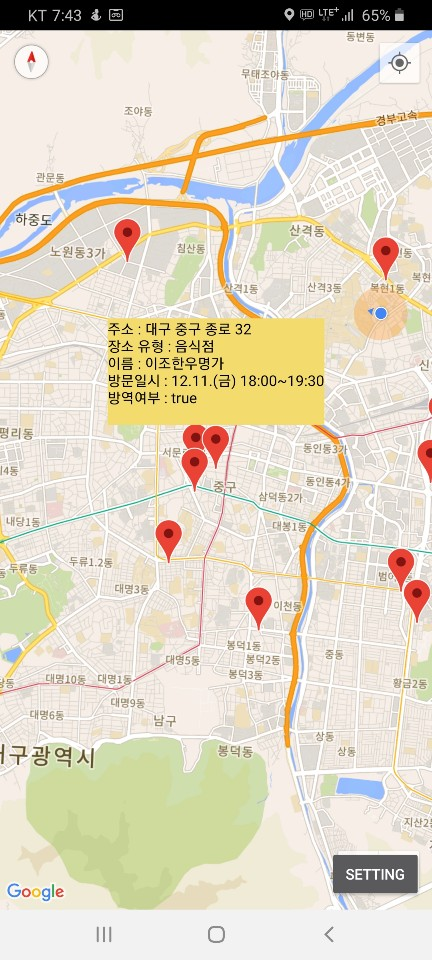 KT 7:43
HD LTE+ 65%
동변동
무태조야동
조야동
경부고속
관문동
하중도
노원동3가
침산동
산격동
복현1동
산격1동
산격3동
주소 : 대구 중구 종로 32
장소 유형 : 음식점
이름 : 이조한우명가
방문일시 : 12.11.(금) 18:00~19:30
방역여부 : true
평리동
서문
동인동3가
중구
동인동4가
삼덕동2가
내당1동
대봉1동
두류동
두류1.2동
대명3동
이천동
봉덕1동
중동
대명5동
봉덕2동
봉덕3동
대명10동
대명1동
황금2동
대명9동
대명6동
남구
봉덕동
상동
상동
대구광역시
지산2
SETTING
Google